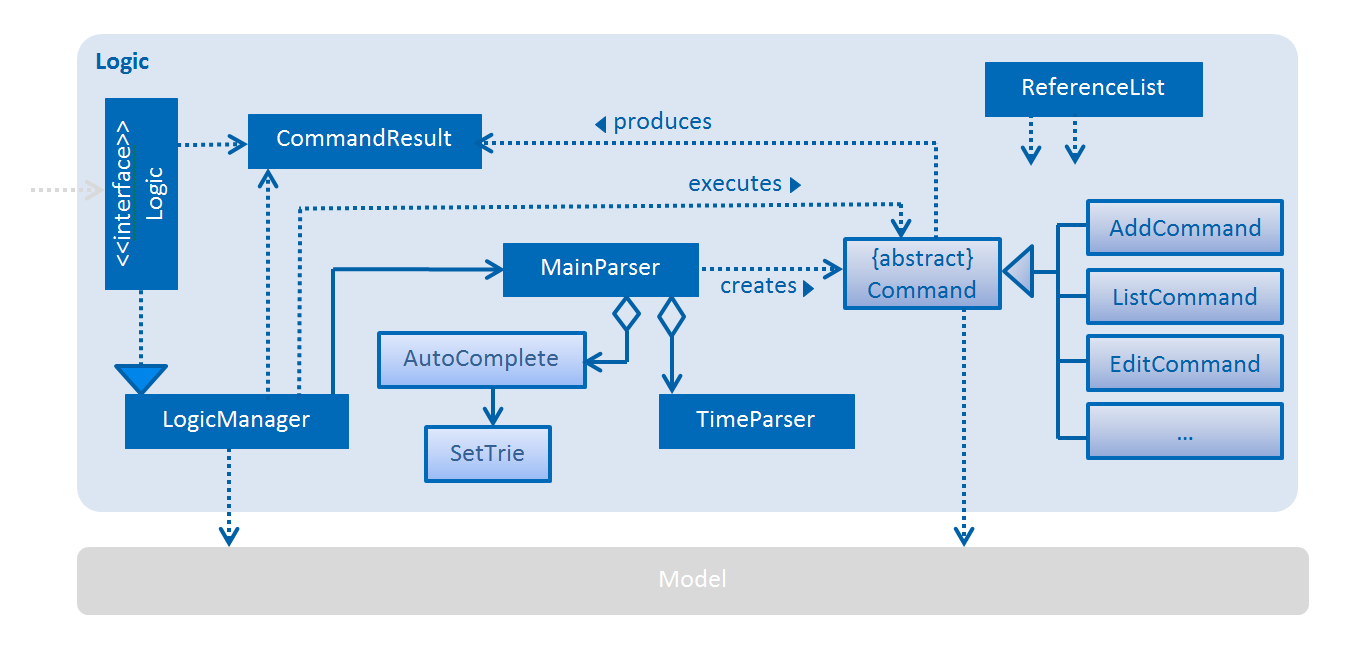 Logic
<<interface>>
Logic
CommandResult
produces
ReferenceList
executes
MainParser
creates
{abstract}
Command
AddCommand
ListCommand
EditCommand
...
AutoComplete
SetTrie
TimeParser
LogicManager
Model